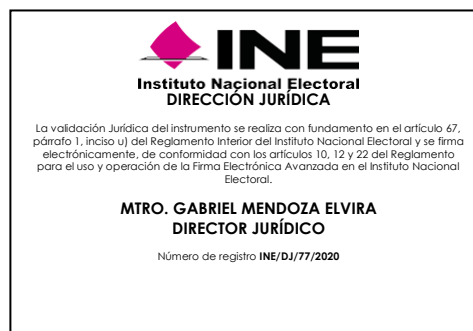 INE
Instituto Nacional Electoral
DIRECCIÓN JURÍDICA
La validación Jurídica del instrumento se realiza con fundamento en el artículo 67,
párrafo 1, inciso u) del Reglamento Interior del Instituto Nacional Electoral y se firma
electrónicamente, de conformidad con los artículos 10, 12 y 22 del Reglamento
para el uso y operación de la Firma Electrónica Avanzada en el Instituto Nacional
Electoral.
MTRO. GABRIEL MENDOZA ELVIRA
DIRECTOR JURÍDICO
Número de registro INE/DJ/77/2020